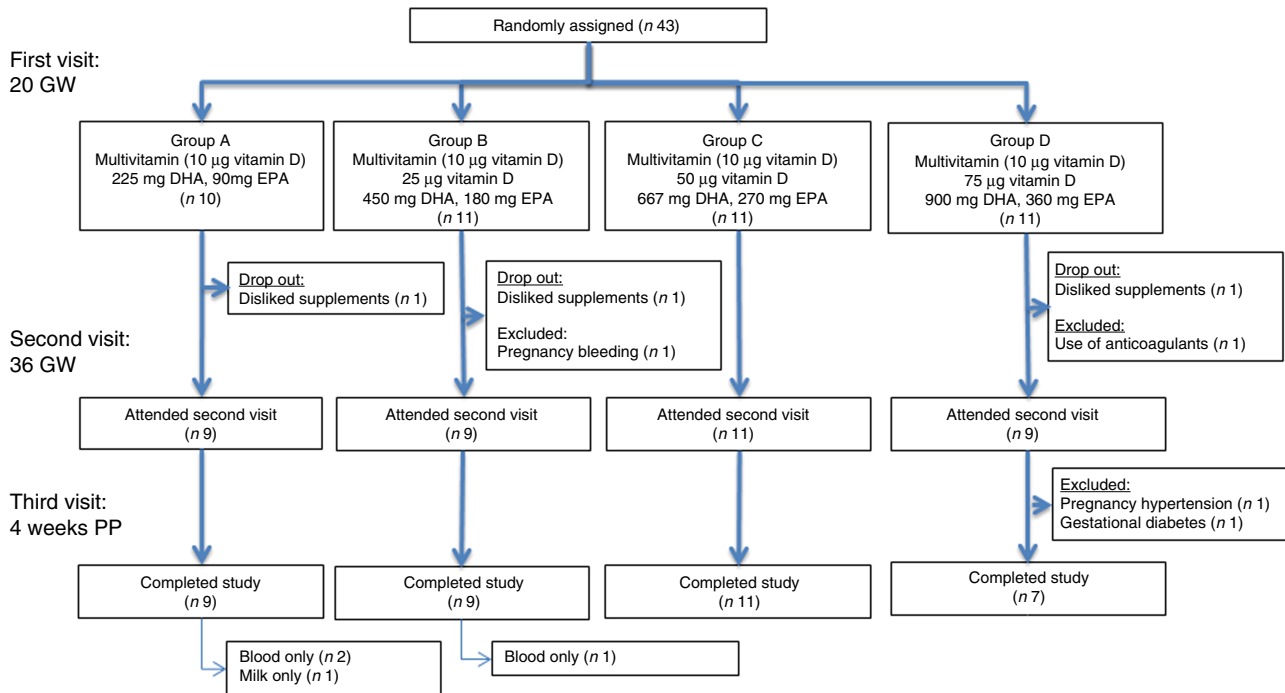 Randomly assigned (n 43)
First visit:
20 GW
Group A
Multivitamin (10 µg vitamin D)
225 mg DHA, 90mg EPA
(n 10)
Group B
Multivitamin (10 µg vitamin D)
25 µg vitamin D
450 mg DHA, 180 mg EPA
(n 11)
Group C
Multivitamin (10 µg vitamin D)
50 µg vitamin D
667 mg DHA, 270 mg EPA
(n 11)
Group D
Multivitamin (10 µg vitamin D)
75 µg vitamin D
900 mg DHA, 360 mg EPA
(n 11)
Drop out:
Disliked supplements (n 1)
Drop out:
Disliked supplements (n 1)
Excluded:
Pregnancy bleeding (n 1)
Drop out:
Disliked supplements (n 1)
Excluded:
Use of anticoagulants (n 1)
Second visit:
36 GW
Attended second visit
(n 9)
Attended second visit
(n 9)
Attended second visit
(n 11)
Attended second visit
(n 9)
Third visit:
4 weeks PP
Excluded:
Pregnancy hypertension (n 1)
Gestational diabetes (n 1)
Completed study
(n 9)
Completed study
(n 9)
Completed study
(n 11)
Completed study
(n 7)
Blood only (n 2)
Milk only (n 1)
Blood only (n 1)